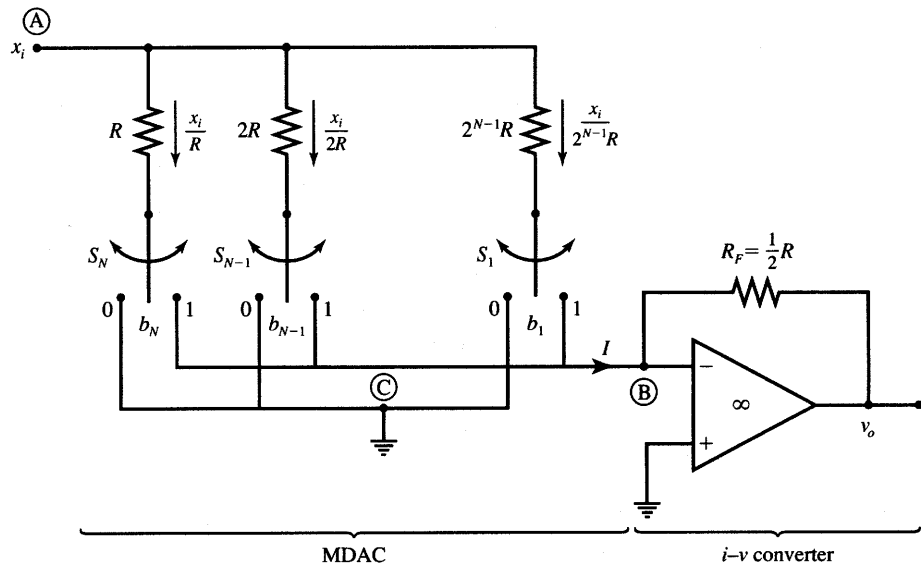 A
x_i
R
x_i/R
2R
x_i/2R
2^{N-1}R
x_i/2^{N-1}R
S_N
S_{N-1}
S_1
R_F = 1/2 R
0 b_N 1
0 b_{N-1} 1
0 b_1 1
I
B
C
−
∞
+
v_o
MDAC
i–v converter